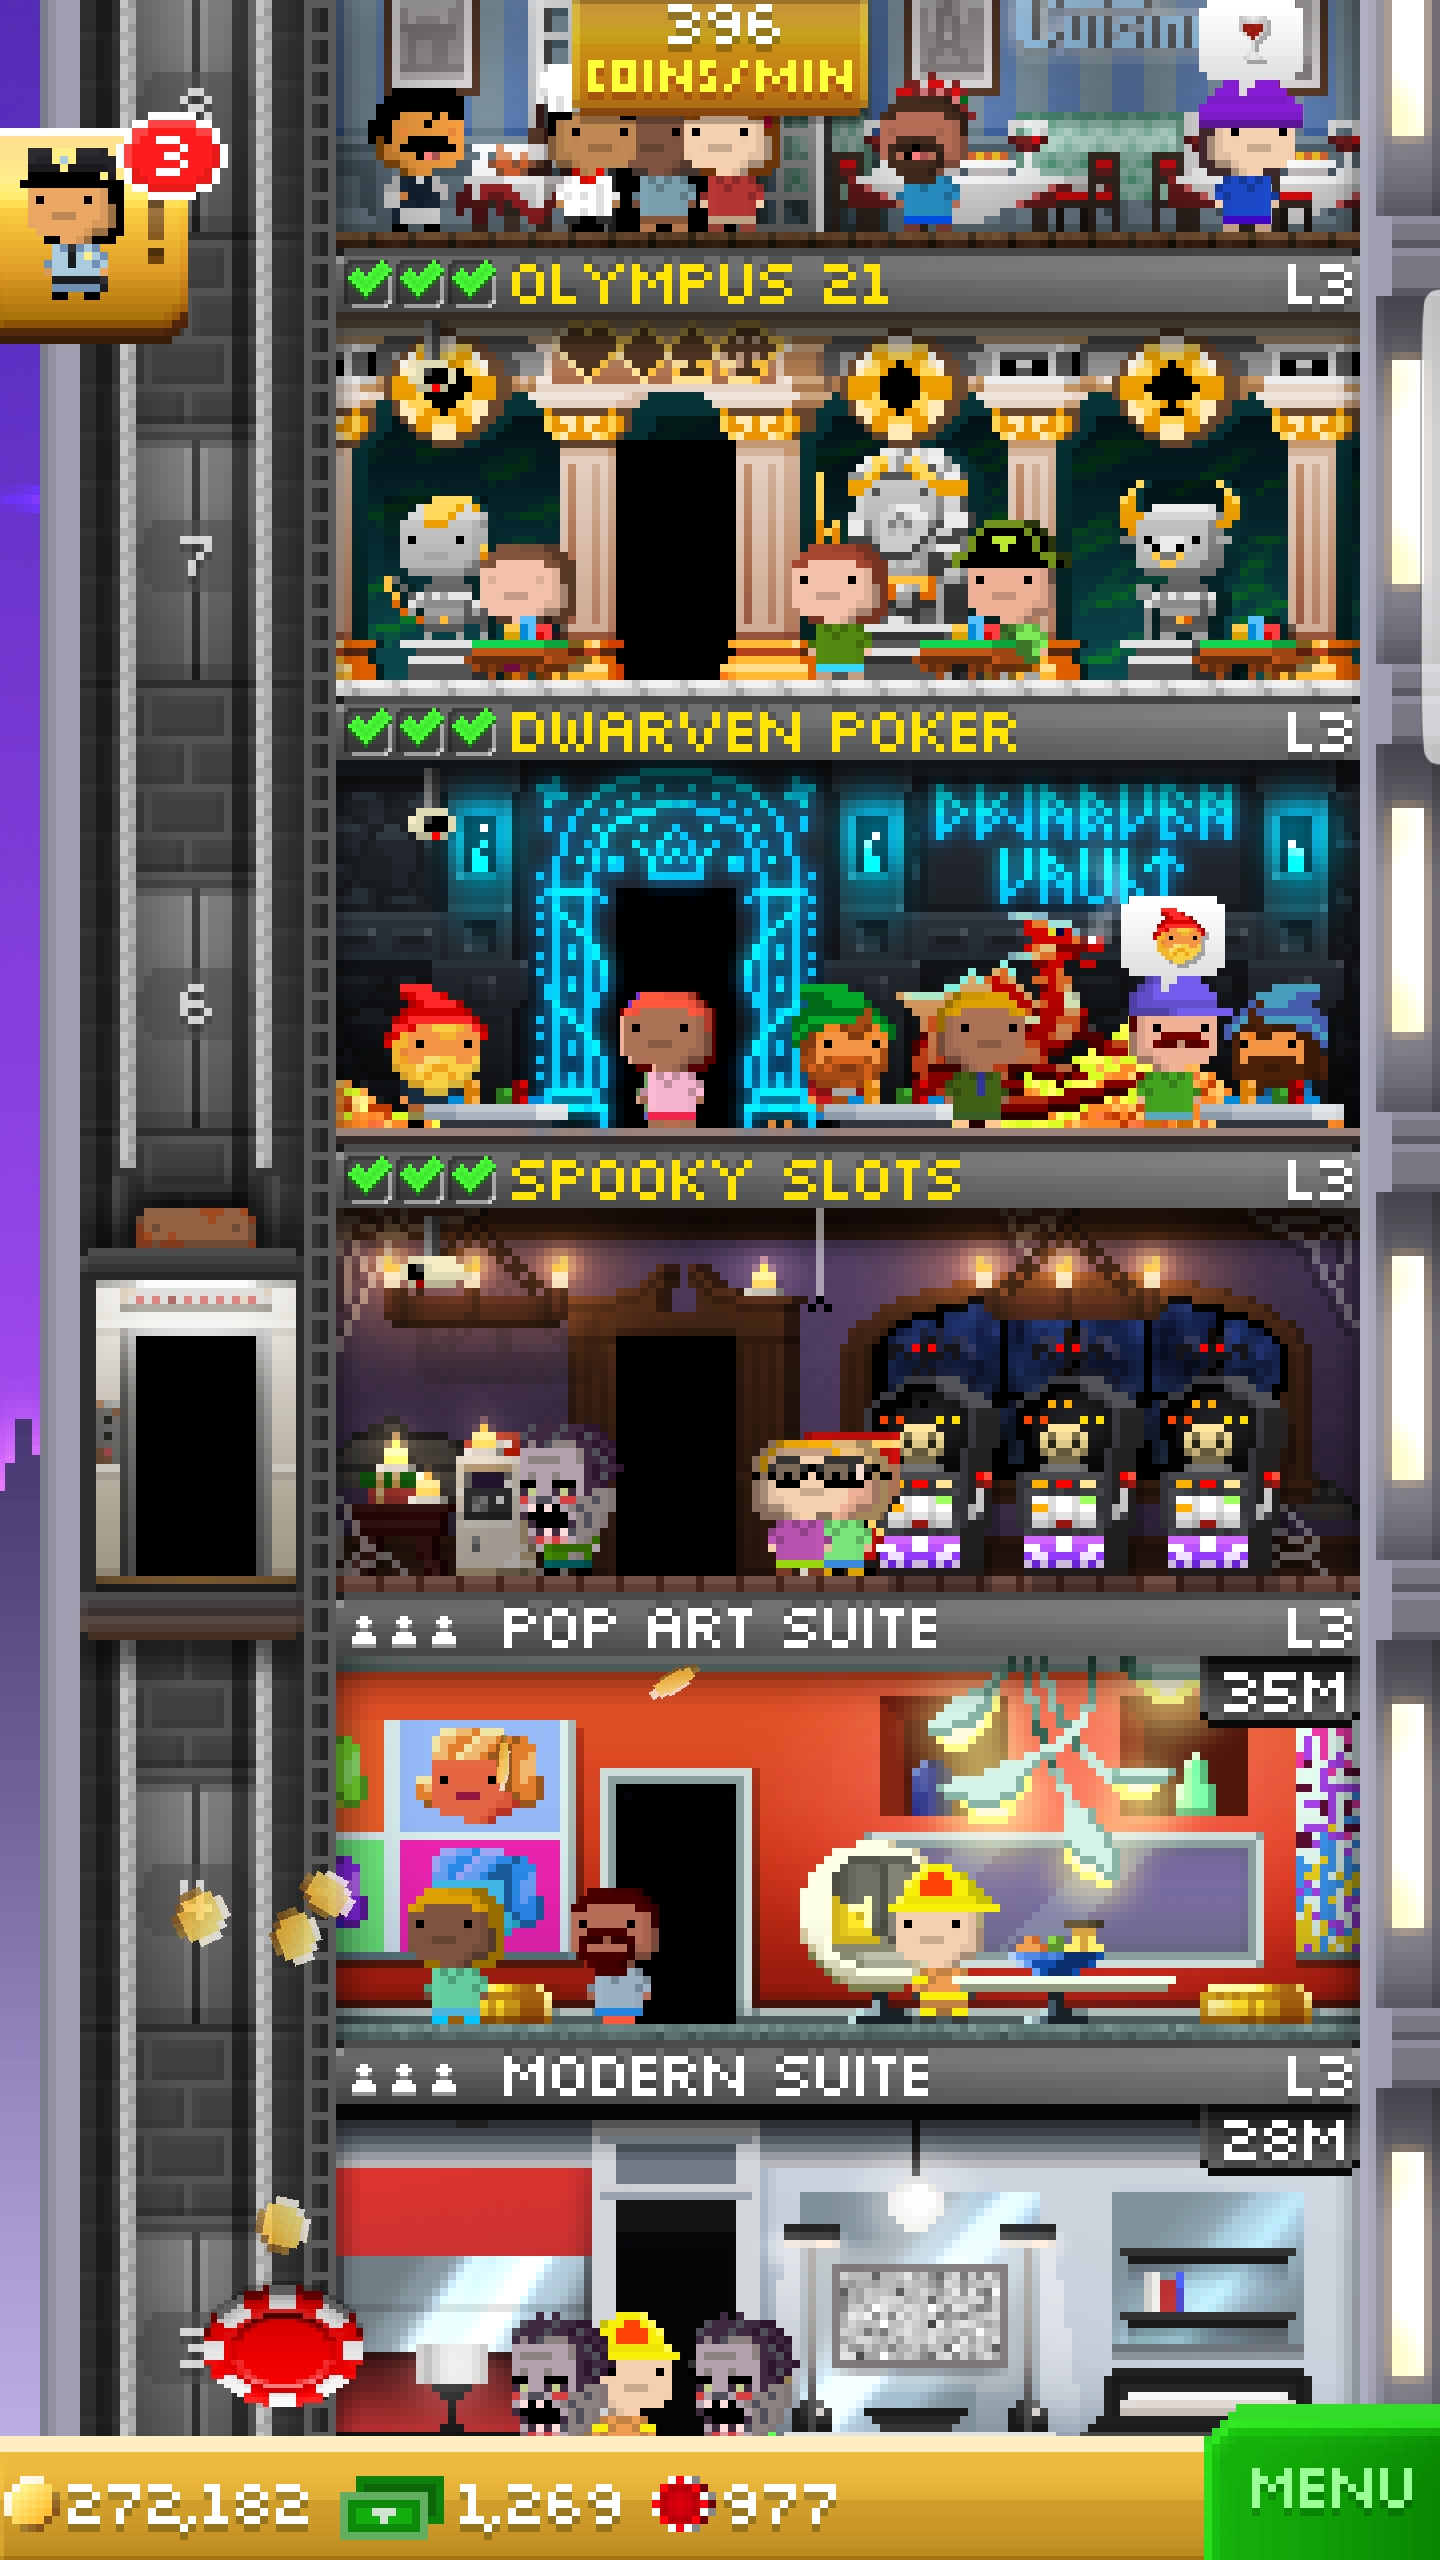 396
COINS/MIN
Cuisin
3
OLYMPUS 21 L3
7
DWARVEN POKER L3
DWARVEN
VAULT
6
SPOOKY SLOTS L3
POP ART SUITE L3
35M
MODERN SUITE L3
28M
3
272,182 1,269 977
MENU